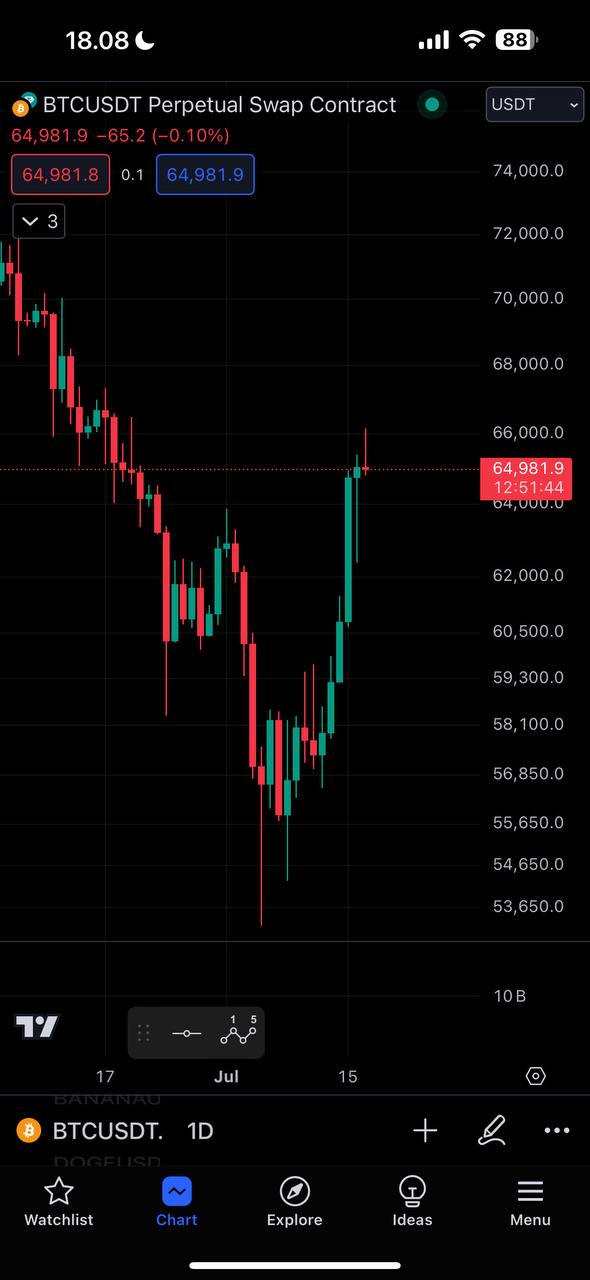 18.08
88
BTCUSDT Perpetual Swap Contract
USDT
64,981.9 −65.2 (−0.10%)
64,981.8
0.1
64,981.9
3
74,000.0
72,000.0
70,000.0
68,000.0
66,000.0
64,981.9
12:51:44
64,000.0
62,000.0
60,500.0
59,300.0
58,100.0
56,850.0
55,650.0
54,650.0
53,650.0
10 B
1 5
17 Jul 15
BANANAU
BTCUSDT. 1D
DOGEUSD
Watchlist Chart Explore Ideas Menu